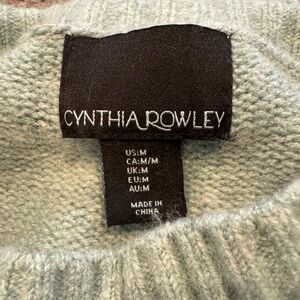 CYNTHIA ROWLEY
US:M
CA:M/M
UK:M
EU:M
AU:M
MADE IN
CHINA